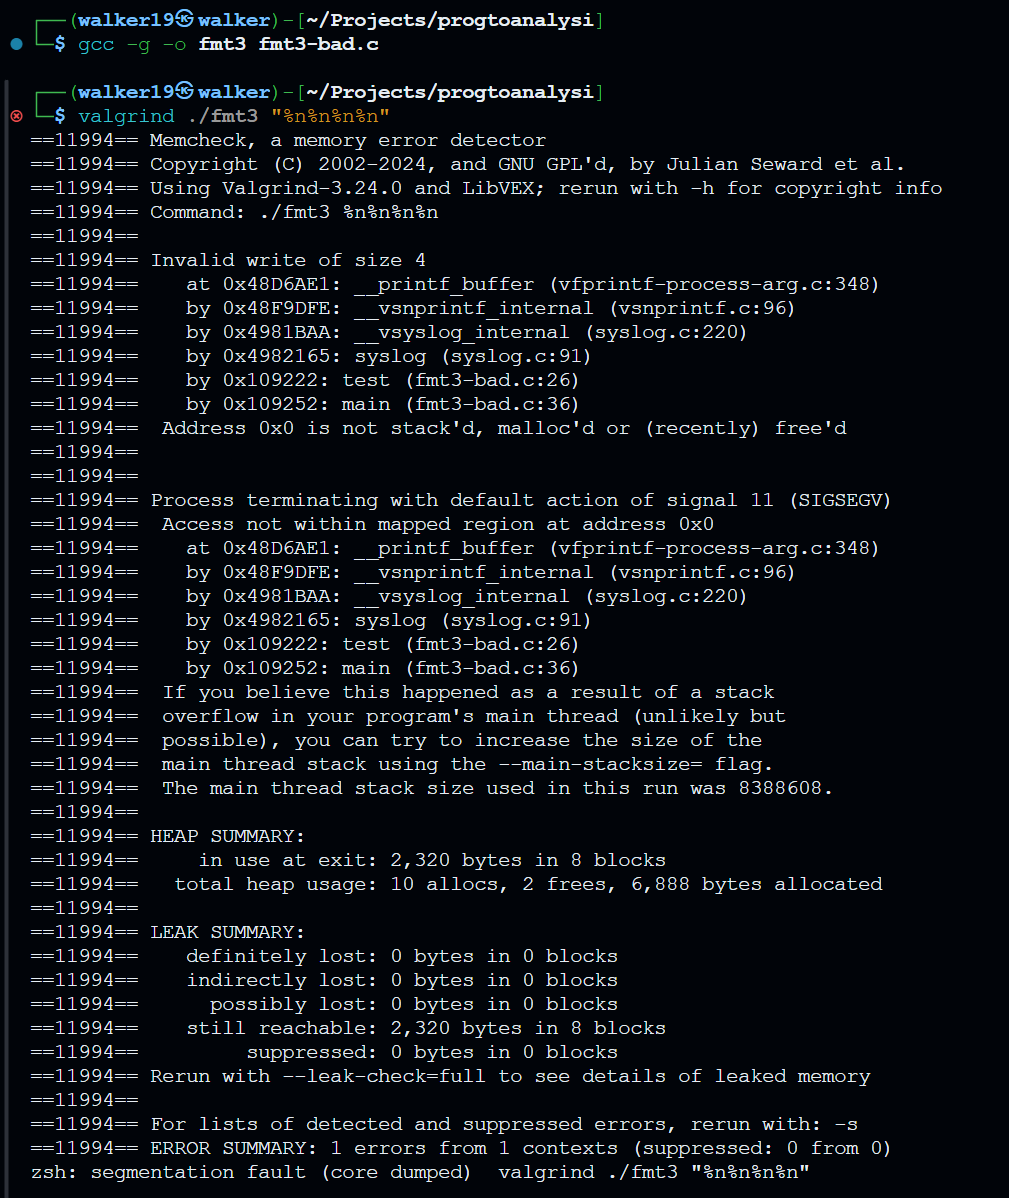 ┌──(walker19㉿walker)-[~/Projects/progtoanalysi]
└─$ gcc -g -o fmt3 fmt3-bad.c
┌──(walker19㉿walker)-[~/Projects/progtoanalysi]
└─$ valgrind ./fmt3 "%n%n%n%n"
==11994== Memcheck, a memory error detector
==11994== Copyright (C) 2002-2024, and GNU GPL'd, by Julian Seward et al.
==11994== Using Valgrind-3.24.0 and LibVEX; rerun with -h for copyright info
==11994== Command: ./fmt3 %n%n%n%n
==11994==
==11994== Invalid write of size 4
==11994==    at 0x48D6AE1: __printf_buffer (vfprintf-process-arg.c:348)
==11994==    by 0x48F9DFE: __vsnprintf_internal (vsnprintf.c:96)
==11994==    by 0x4981BAA: __vsyslog_internal (syslog.c:220)
==11994==    by 0x4982165: syslog (syslog.c:91)
==11994==    by 0x109222: test (fmt3-bad.c:26)
==11994==    by 0x109252: main (fmt3-bad.c:36)
==11994==  Address 0x0 is not stack'd, malloc'd or (recently) free'd
==11994==
==11994==
==11994== Process terminating with default action of signal 11 (SIGSEGV)
==11994==  Access not within mapped region at address 0x0
==11994==    at 0x48D6AE1: __printf_buffer (vfprintf-process-arg.c:348)
==11994==    by 0x48F9DFE: __vsnprintf_internal (vsnprintf.c:96)
==11994==    by 0x4981BAA: __vsyslog_internal (syslog.c:220)
==11994==    by 0x4982165: syslog (syslog.c:91)
==11994==    by 0x109222: test (fmt3-bad.c:26)
==11994==    by 0x109252: main (fmt3-bad.c:36)
==11994==  If you believe this happened as a result of a stack
==11994==  overflow in your program's main thread (unlikely but
==11994==  possible), you can try to increase the size of the
==11994==  main thread stack using the --main-stacksize= flag.
==11994==  The main thread stack size used in this run was 8388608.
==11994==
==11994== HEAP SUMMARY:
==11994==     in use at exit: 2,320 bytes in 8 blocks
==11994==   total heap usage: 10 allocs, 2 frees, 6,888 bytes allocated
==11994==
==11994== LEAK SUMMARY:
==11994==    definitely lost: 0 bytes in 0 blocks
==11994==    indirectly lost: 0 bytes in 0 blocks
==11994==      possibly lost: 0 bytes in 0 blocks
==11994==    still reachable: 2,320 bytes in 8 blocks
==11994==         suppressed: 0 bytes in 0 blocks
==11994== Rerun with --leak-check=full to see details of leaked memory
==11994==
==11994== For lists of detected and suppressed errors, rerun with: -s
==11994== ERROR SUMMARY: 1 errors from 1 contexts (suppressed: 0 from 0)
zsh: segmentation fault (core dumped)  valgrind ./fmt3 "%n%n%n%n"